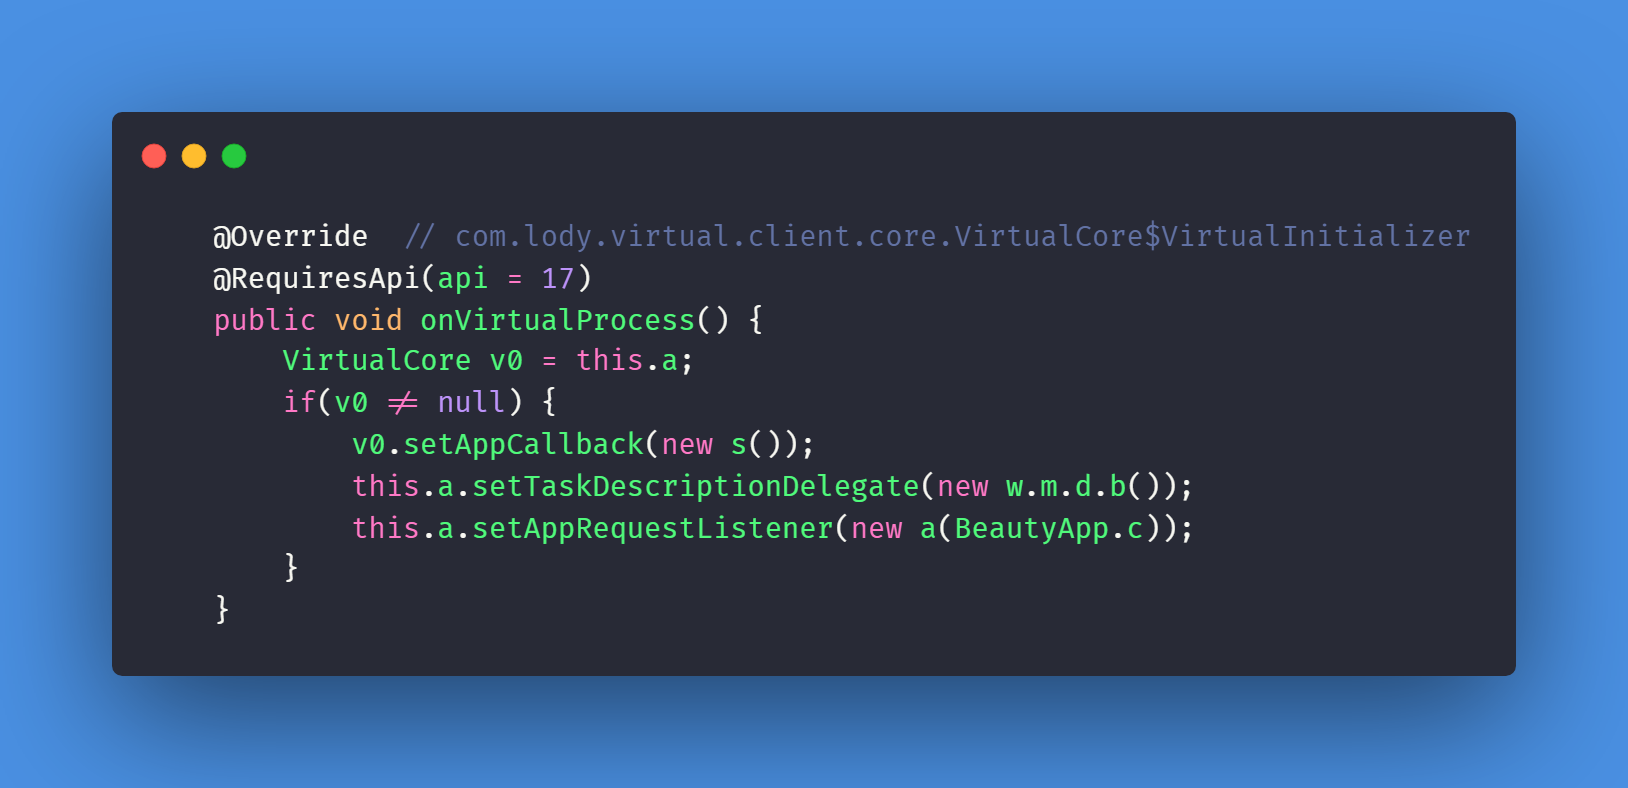 @Override  // com.lody.virtual.client.core.VirtualCore$VirtualInitializer
@RequiresApi(api = 17)
public void onVirtualProcess() {
    VirtualCore v0 = this.a;
    if(v0 != null) {
        v0.setAppCallback(new s());
        this.a.setTaskDescriptionDelegate(new w.m.d.b());
        this.a.setAppRequestListener(new a(BeautyApp.c));
    }
}